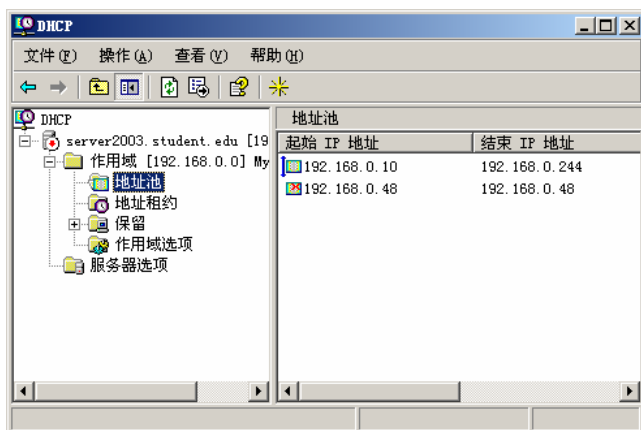 DHCP
文件(F) 操作(A) 查看(V) 帮助(H)
DHCP
server2003.student.edu [19
作用域 [192.168.0.0] My
地址池
地址租约
保留
作用域选项
服务器选项
地址池
起始 IP 地址 结束 IP 地址
192.168.0.10 192.168.0.244
192.168.0.48 192.168.0.48